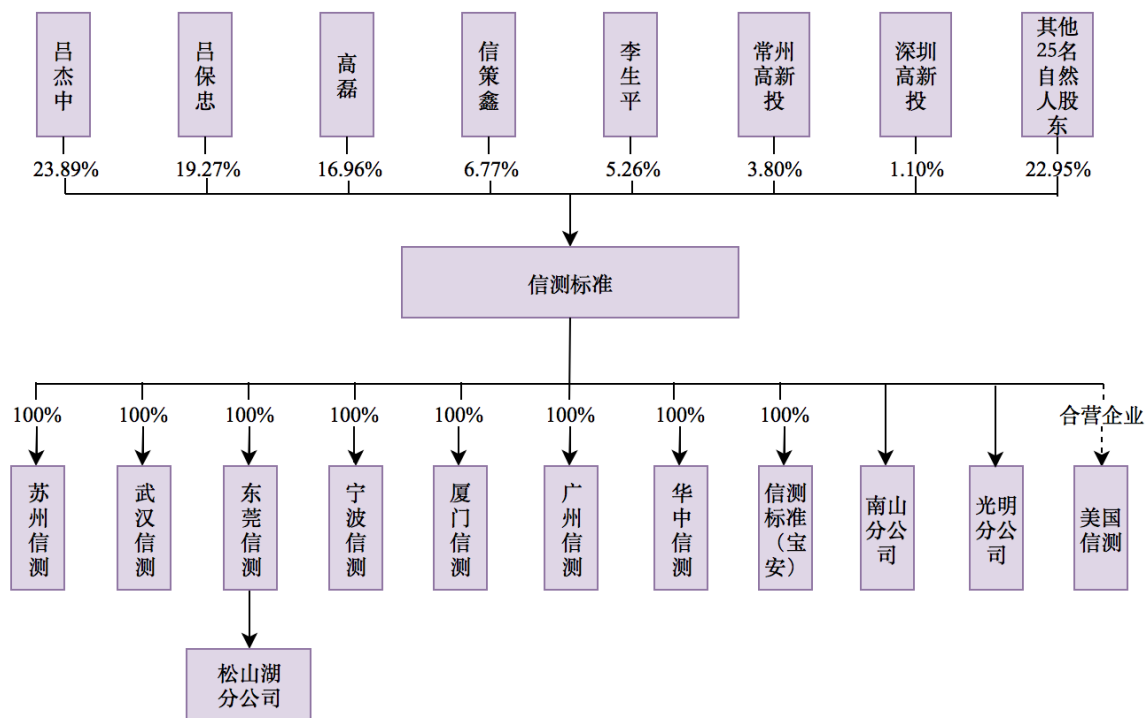 吕杰中
吕保忠
高磊
信策鑫
李生平
常州
高新
投
深圳
高新
投
其他
25名
自然
人股
东
23.89%
19.27%
16.96%
6.77%
5.26%
3.80%
1.10%
22.95%
信测标准
100%
100%
100%
100%
100%
100%
100%
100%
合营企业
苏州信测
武汉信测
东莞信测
宁波信测
厦门信测
广州信测
华中信测
信测
标准
（宝
安）
南山
分公
司
光明
分公
司
美国
信测
松山湖
分公司